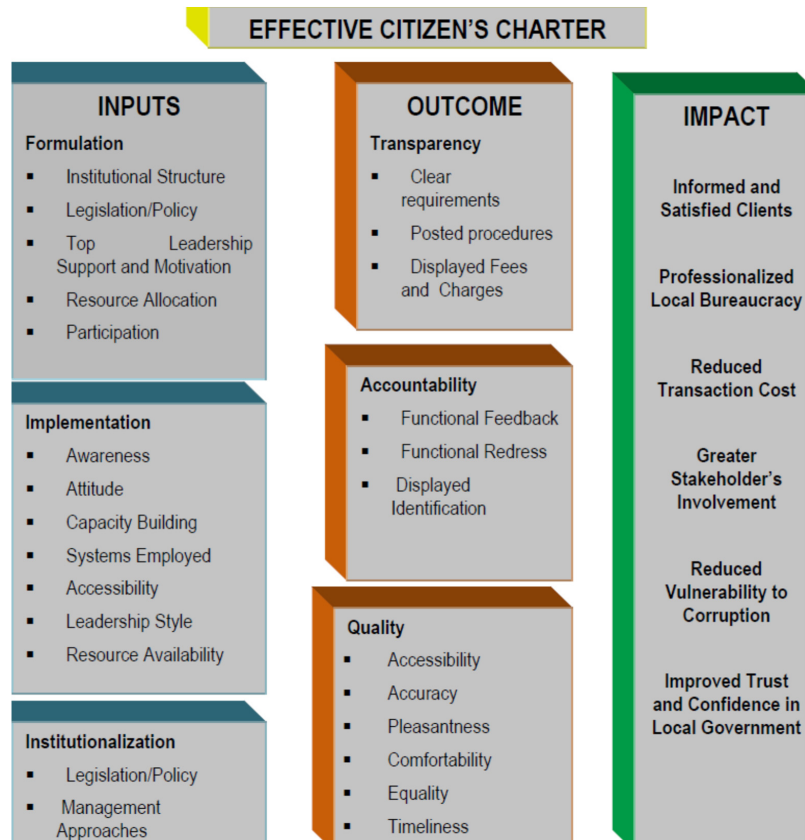 EFFECTIVE CITIZEN'S CHARTER
INPUTS
Formulation
▪ Institutional Structure
▪ Legislation/Policy
▪ Top Leadership
Support and Motivation
▪ Resource Allocation
▪ Participation
Implementation
▪ Awareness
▪ Attitude
▪ Capacity Building
▪ Systems Employed
▪ Accessibility
▪ Leadership Style
▪ Resource Availability
Institutionalization
▪ Legislation/Policy
▪ Management
Approaches
OUTCOME
Transparency
▪ Clear
requirements
▪ Posted procedures
▪ Displayed Fees
and Charges
Accountability
▪ Functional Feedback
▪ Functional Redress
▪ Displayed
Identification
Quality
▪ Accessibility
▪ Accuracy
▪ Pleasantness
▪ Comfortability
▪ Equality
▪ Timeliness
IMPACT
Informed and
Satisfied Clients
Professionalized
Local Bureaucracy
Reduced
Transaction Cost
Greater
Stakeholder's
Involvement
Reduced
Vulnerability to
Corruption
Improved Trust
and Confidence in
Local Government